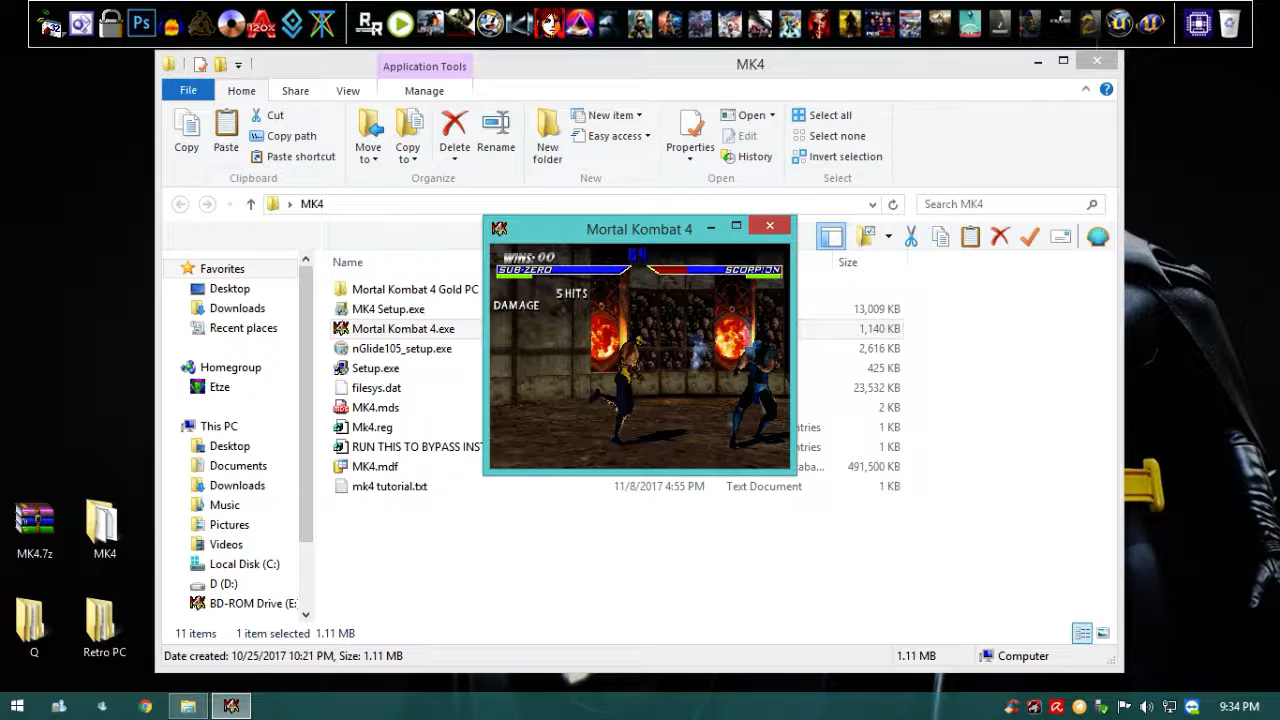 Ps
120%
RR
CS:GO
Application Tools
MK4
File
Home
Share
View
Manage
Copy
Paste
Cut
Copy path
Paste shortcut
Clipboard
Move to
Copy to
Delete
Rename
Organize
New folder
New item
Easy access
New
Properties
Open
Edit
History
Open
Select all
Select none
Invert selection
Select
MK4
Search MK4
Name
Size
Favorites
Desktop
Downloads
Recent places
Homegroup
Etze
This PC
Desktop
Documents
Downloads
Music
Pictures
Videos
Local Disk (C:)
D (D:)
BD-ROM Drive (E:
Mortal Kombat 4 Gold PC
MK4 Setup.exe
13,009 KB
Mortal Kombat 4.exe
1,140 KB
nGlide105_setup.exe
2,616 KB
Setup.exe
425 KB
filesys.dat
23,532 KB
MK4.mds
2 KB
Mk4.reg
ntries
1 KB
RUN THIS TO BYPASS INST
ntries
1 KB
MK4.mdf
taba...
491,500 KB
mk4 tutorial.txt
11/8/2017 4:55 PM
Text Document
1 KB
Mortal Kombat 4
WINS: 00
SUB-ZERO
SCORPION
5 HITS
DAMAGE
MK4.7z
MK4
Q
Retro PC
11 items
1 item selected 1.11 MB
Date created: 10/25/2017 10:21 PM, Size: 1.11 MB
1.11 MB
Computer
9:34 PM